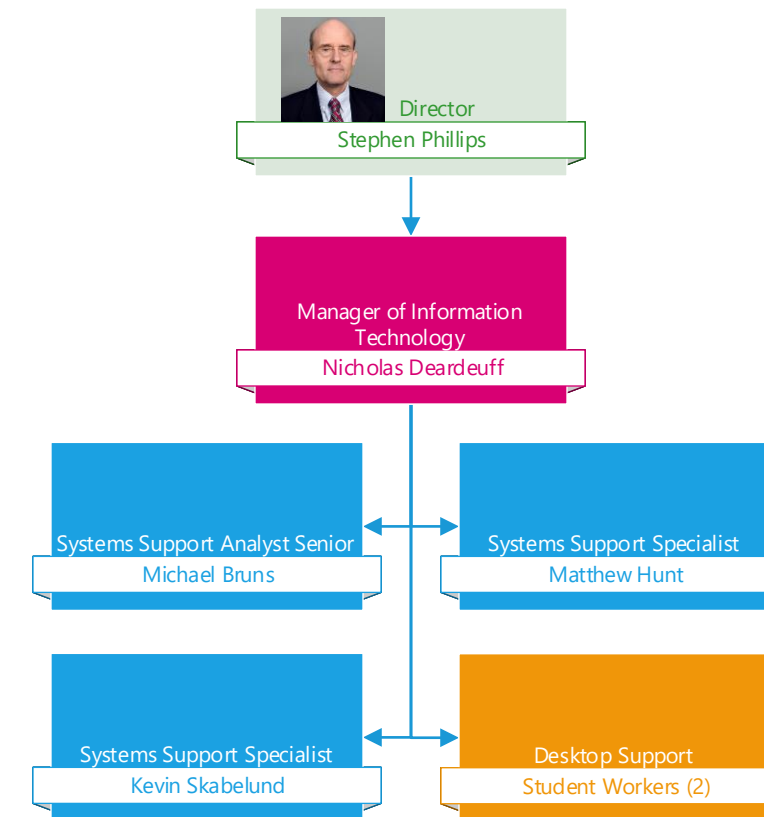 Director
Stephen Phillips
Manager of Information
Technology
Nicholas Deardeuff
Systems Support Analyst Senior
Michael Bruns
Systems Support Specialist
Matthew Hunt
Systems Support Specialist
Kevin Skabelund
Desktop Support
Student Workers (2)